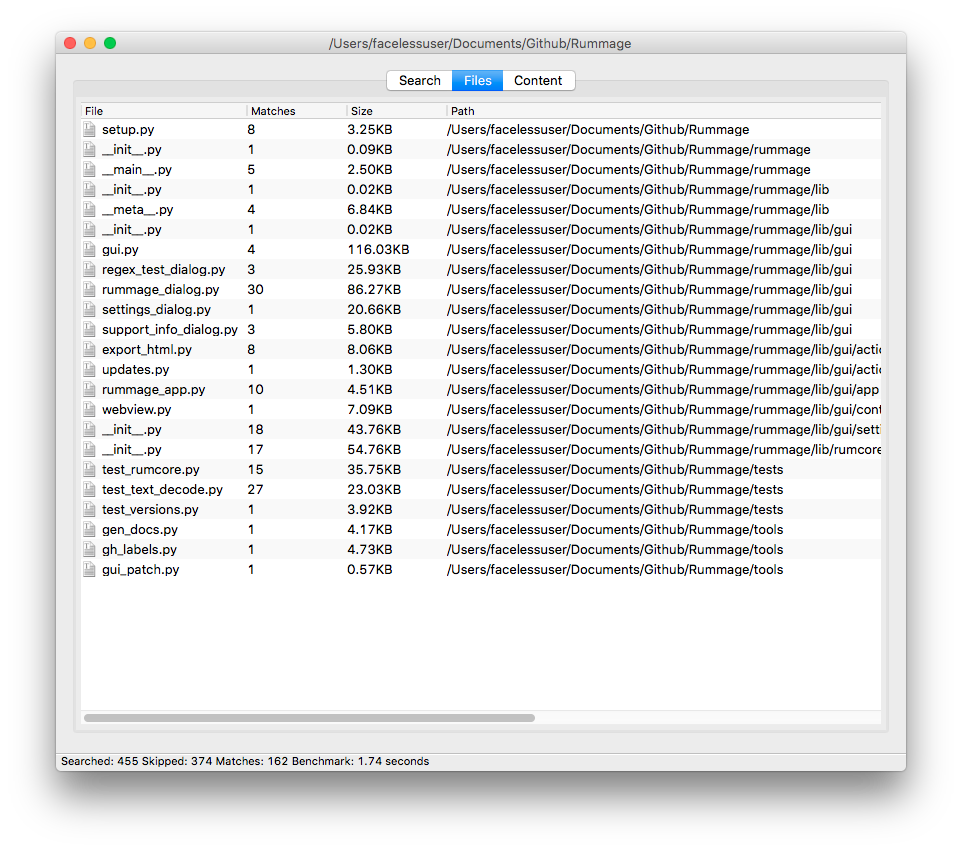 /Users/facelessuser/Documents/Github/Rummage
Search Files Content
File Matches Size Path
setup.py 8 3.25KB /Users/facelessuser/Documents/Github/Rummage
__init__.py 1 0.09KB /Users/facelessuser/Documents/Github/Rummage/rummage
__main__.py 5 2.50KB /Users/facelessuser/Documents/Github/Rummage/rummage
__init__.py 1 0.02KB /Users/facelessuser/Documents/Github/Rummage/rummage/lib
__meta__.py 4 6.84KB /Users/facelessuser/Documents/Github/Rummage/rummage/lib
__init__.py 1 0.02KB /Users/facelessuser/Documents/Github/Rummage/rummage/lib/gui
gui.py 4 116.03KB /Users/facelessuser/Documents/Github/Rummage/rummage/lib/gui
regex_test_dialog.py 3 25.93KB /Users/facelessuser/Documents/Github/Rummage/rummage/lib/gui
rummage_dialog.py 30 86.27KB /Users/facelessuser/Documents/Github/Rummage/rummage/lib/gui
settings_dialog.py 1 20.66KB /Users/facelessuser/Documents/Github/Rummage/rummage/lib/gui
support_info_dialog.py 3 5.80KB /Users/facelessuser/Documents/Github/Rummage/rummage/lib/gui
export_html.py 8 8.06KB /Users/facelessuser/Documents/Github/Rummage/rummage/lib/gui/actio
updates.py 1 1.30KB /Users/facelessuser/Documents/Github/Rummage/rummage/lib/gui/actio
rummage_app.py 10 4.51KB /Users/facelessuser/Documents/Github/Rummage/rummage/lib/gui/app
webview.py 1 7.09KB /Users/facelessuser/Documents/Github/Rummage/rummage/lib/gui/cont
__init__.py 18 43.76KB /Users/facelessuser/Documents/Github/Rummage/rummage/lib/gui/setti
__init__.py 17 54.76KB /Users/facelessuser/Documents/Github/Rummage/rummage/lib/rumcore
test_rumcore.py 15 35.75KB /Users/facelessuser/Documents/Github/Rummage/tests
test_text_decode.py 27 23.03KB /Users/facelessuser/Documents/Github/Rummage/tests
test_versions.py 1 3.92KB /Users/facelessuser/Documents/Github/Rummage/tests
gen_docs.py 1 4.17KB /Users/facelessuser/Documents/Github/Rummage/tools
gh_labels.py 1 4.73KB /Users/facelessuser/Documents/Github/Rummage/tools
gui_patch.py 1 0.57KB /Users/facelessuser/Documents/Github/Rummage/tools
Searched: 455 Skipped: 374 Matches: 162 Benchmark: 1.74 seconds